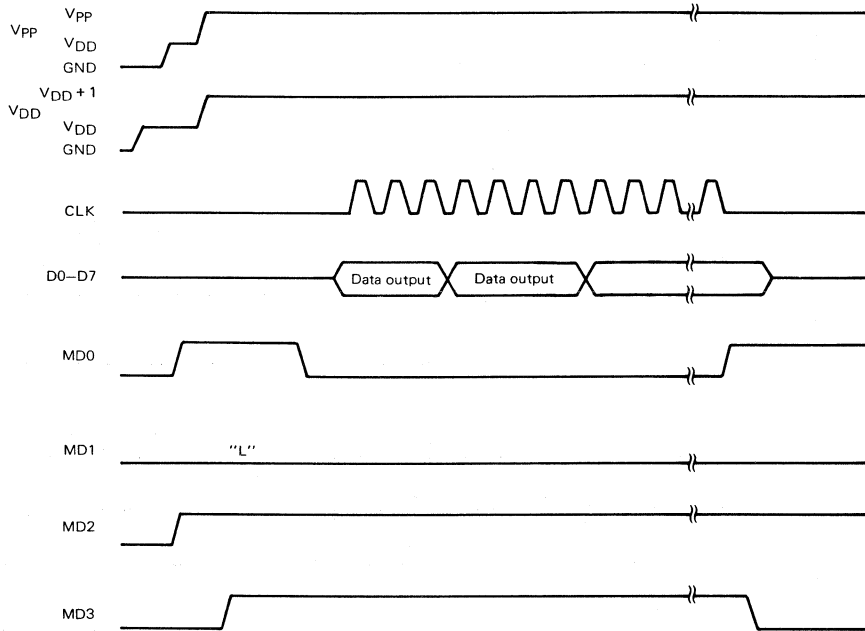 VPP
VPP
VDD
GND
VDD + 1
VDD
VDD
GND
CLK
D0–D7
Data output
Data output
MD0
MD1
"L"
MD2
MD3